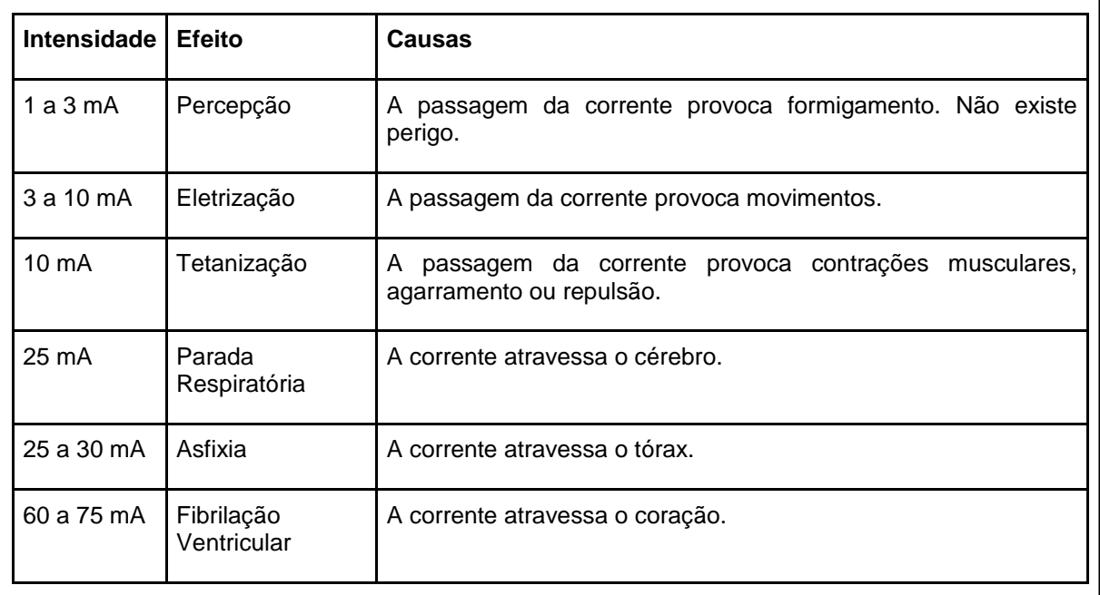 Intensidade Efeito Causas
1 a 3 mA Percepção A passagem da corrente provoca formigamento. Não existe
perigo.
3 a 10 mA Eletrização A passagem da corrente provoca movimentos.
10 mA Tetanização A passagem da corrente provoca contrações musculares,
agarramento ou repulsão.
25 mA Parada A corrente atravessa o cérebro.
Respiratória
25 a 30 mA Asfixia A corrente atravessa o tórax.
60 a 75 mA Fibrilação A corrente atravessa o coração.
Ventricular